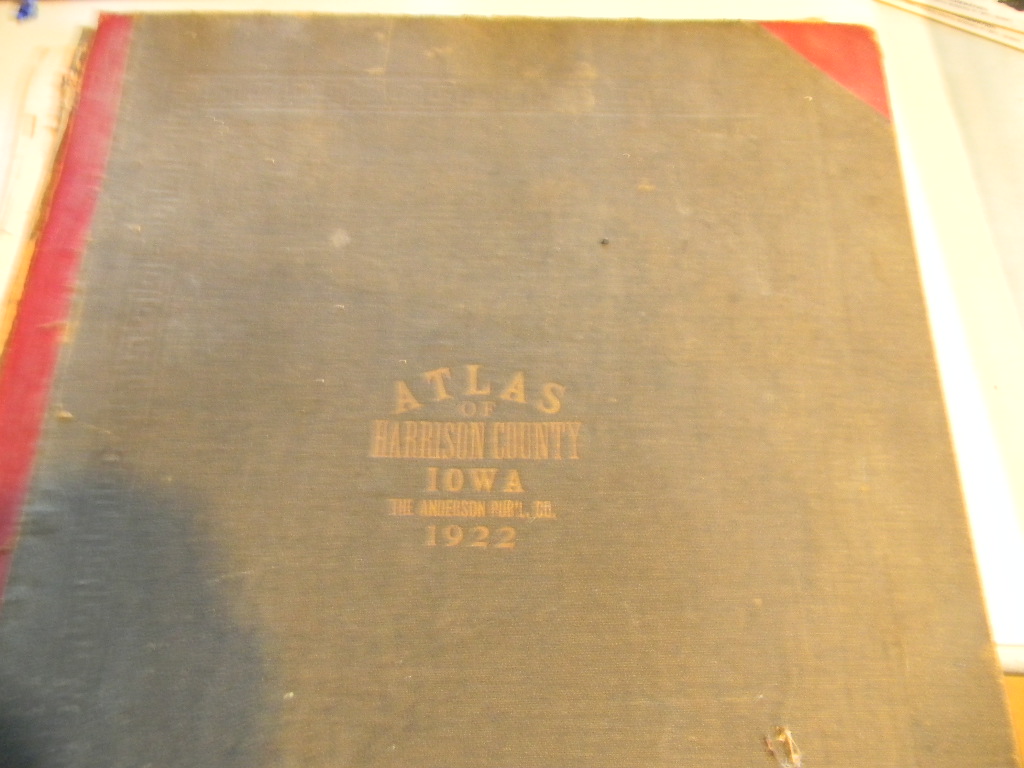 ATLAS
OF
HARRISON COUNTY
IOWA
THE ANDERSON PUB'L. CO.
1922